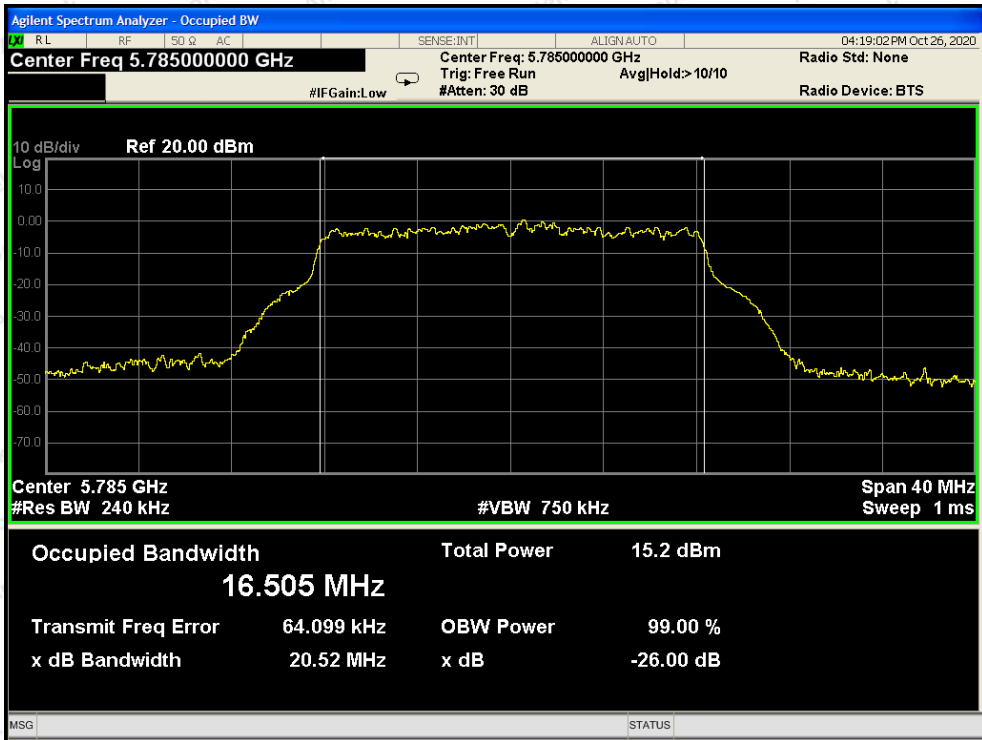 Agilent Spectrum Analyzer - Occupied BW
LXI RL RF 50 Ω AC SENSE:INT ALIGN AUTO 04:19:02 PM Oct 26, 2020
Center Freq 5.785000000 GHz
Center Freq: 5.785000000 GHz
Radio Std: None
Trig: Free Run Avg|Hold:> 10/10
#IFGain:Low #Atten: 30 dB Radio Device: BTS
10 dB/div Ref 20.00 dBm
Log
10.0
0.00
-10.0
-20.0
-30.0
-40.0
-50.0
-60.0
-70.0
Center 5.785 GHz Span 40 MHz
#Res BW 240 kHz #VBW 750 kHz Sweep 1 ms
Occupied Bandwidth Total Power 15.2 dBm
16.505 MHz
Transmit Freq Error 64.099 kHz OBW Power 99.00 %
x dB Bandwidth 20.52 MHz x dB -26.00 dB
MSG STATUS